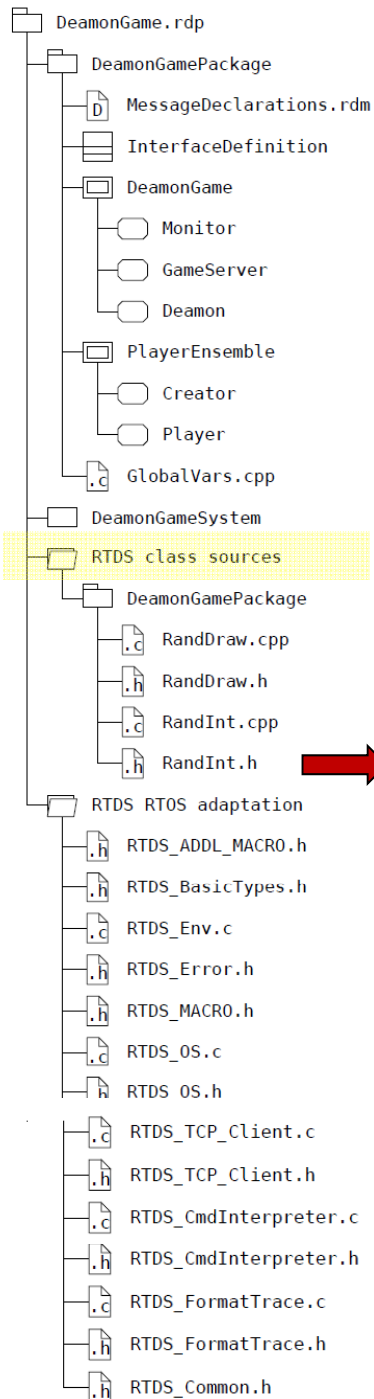 DeamonGame.rdp
DeamonGamePackage
D MessageDeclarations.rdm
InterfaceDefinition
DeamonGame
Monitor
GameServer
Deamon
PlayerEnsemble
Creator
Player
.c GlobalVars.cpp
DeamonGameSystem
RTDS class sources
DeamonGamePackage
.c RandDraw.cpp
.h RandDraw.h
.c RandInt.cpp
.h RandInt.h
RTDS RTOS adaptation
.h RTDS_ADDL_MACRO.h
.h RTDS_BasicTypes.h
.c RTDS_Env.c
.h RTDS_Error.h
.h RTDS_MACRO.h
.c RTDS_OS.c
.h RTDS OS.h
.c RTDS_TCP_Client.c
.h RTDS_TCP_Client.h
.c RTDS_CmdInterpreter.c
.h RTDS_CmdInterpreter.h
.c RTDS_FormatTrace.c
.h RTDS_FormatTrace.h
.h RTDS_Common.h